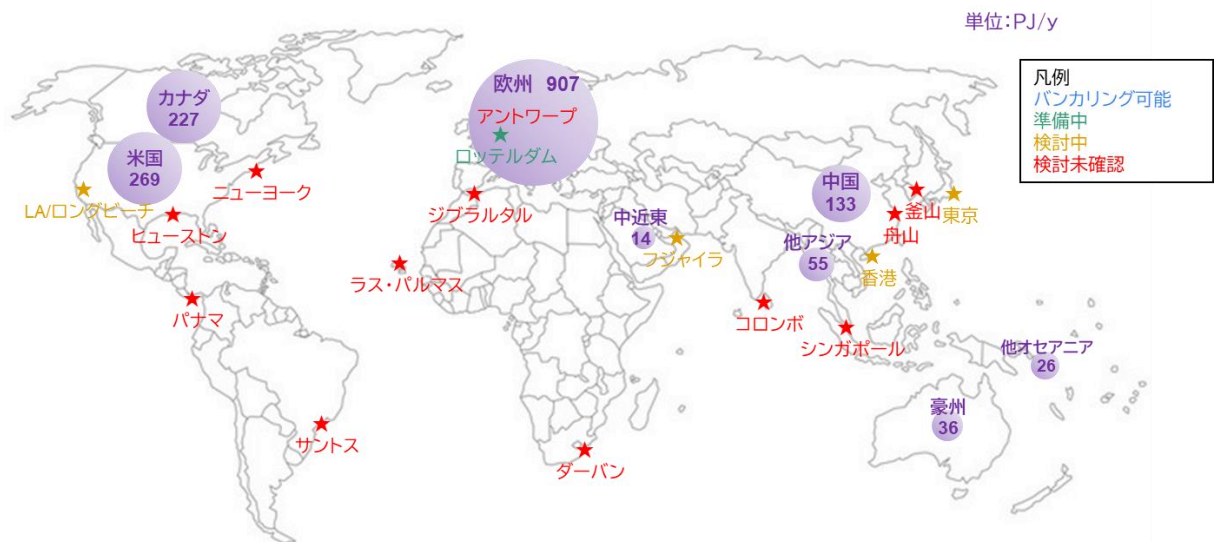 単位：PJ/y
凡例
バンカリング可能
準備中
検討中
検討未確認
カナダ
227
米国
269
ニューヨーク
LA/ロングビーチ
ヒューストン
パナマ
サントス
欧州 907
アントワープ
ロッテルダム
ジブラルタル
ラス・パルマス
中近東
14
フジャイラ
ダーバン
中国
133
釜山
東京
舟山
他アジア
55
香港
コロンボ
シンガポール
他オセアニア
26
豪州
36